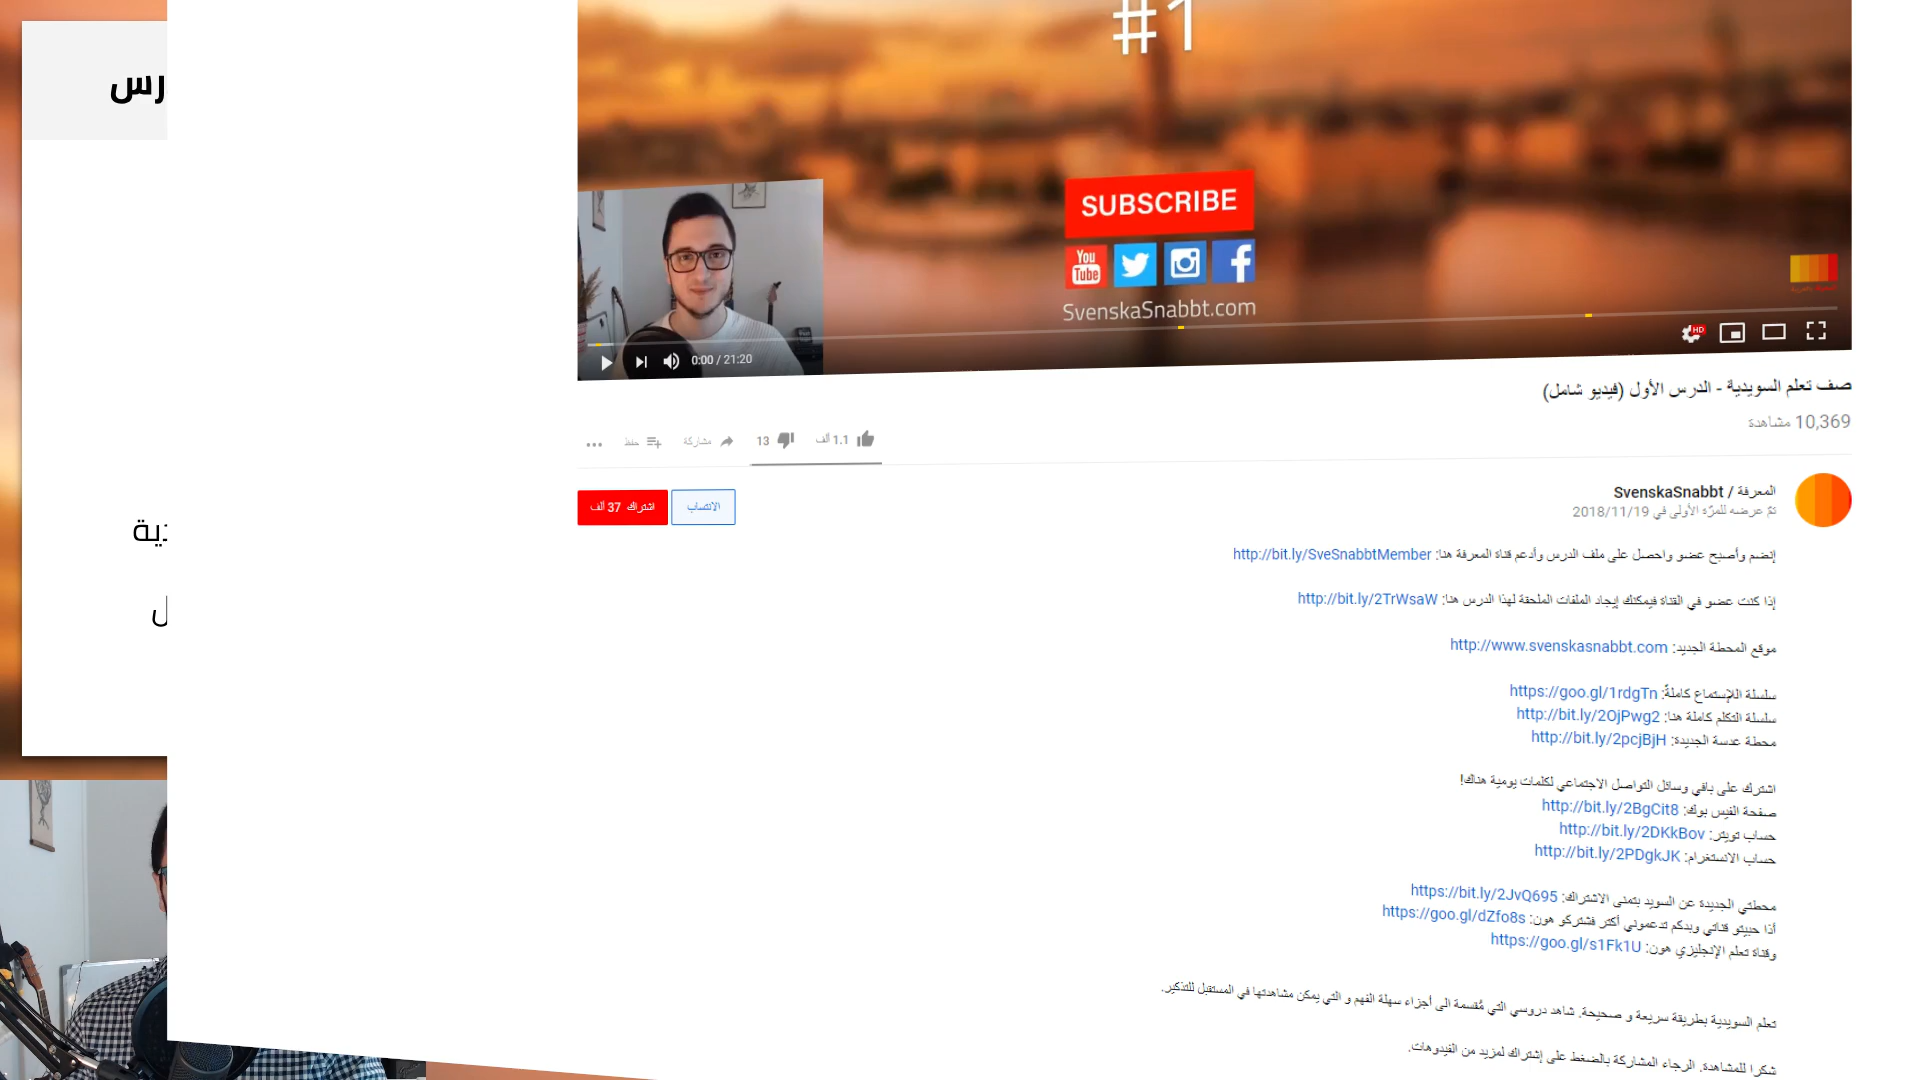 #1
SUBSCRIBE
You
Tube
SvenskaSnabbt.com
HD
0:00 / 21:20
صف تعلم السويدية - الدرس الأول (فيديو شامل)
10,369 مشاهدة
1.1 ألف
13
مشاركة
حفظ
المعرفة / SvenskaSnabbt
تمّ عرضه للمرّة الأولى في 2018/11/19
الانتساب
اشتراك 37 ألف
إنضم وأصبح عضو واحصل على ملف الدرس وأدعم قناة المعرفة هنا: http://bit.ly/SveSnabbtMember
إذا كنت عضو في القناة فيمكنك إيجاد الملفات الملحقة لهذا الدرس هنا: http://bit.ly/2TrWsaW
موقع المحطة الجديد: http://www.svenskasnabbt.com
سلسلة اللإستماع كاملةً: https://goo.gl/1rdgTn
سلسلة التكلم كاملة هنا: http://bit.ly/2OjPwg2
محطة عدسة الجديدة: http://bit.ly/2pcjBjH
اشترك على باقي وسائل التواصل الاجتماعي لكلمات يومية هناك!
صفحة الفيس بوك: http://bit.ly/2BgCit8
حساب تويتر: http://bit.ly/2DKkBov
حساب الانستغرام: http://bit.ly/2PDgkJK
محطتي الجديدة عن السويد بتمنى الاشتراك: https://bit.ly/2JvQ695
أذا حبيتو قناتي وبدكم تدعموني أكتر فشتركو هون: https://goo.gl/dZfo8s
وقناة تعلم الإنجليزي هون: https://goo.gl/s1Fk1U
تعلم السويدية بطريقة سريعة و صحيحة. شاهد دروسي التي مُقسمة الى أجزاء سهلة الفهم و التي يمكن مشاهدتها في المستقبل للتذكير.
شكرا للمشاهدة. الرجاء المشاركة بالضغط على إشتراك لمزيد من الفيدوهات.